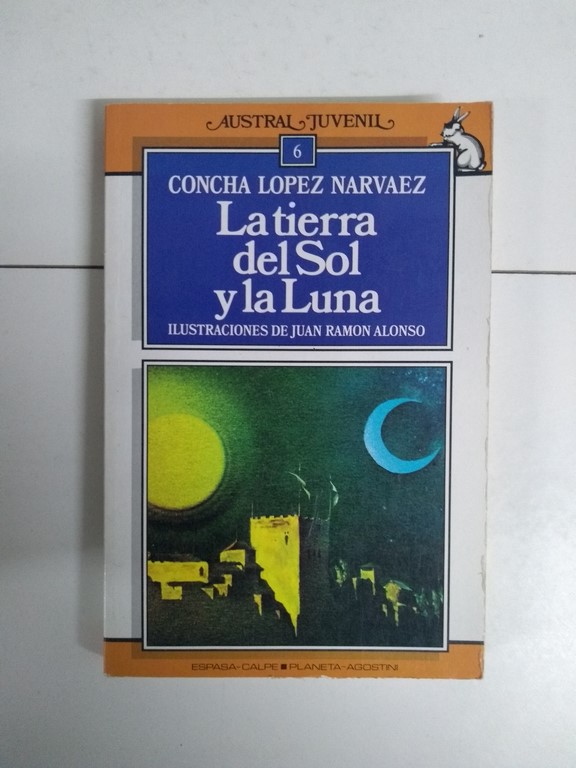 AUSTRAL JUVENIL
6
CONCHA LOPEZ NARVAEZ
La tierra
del Sol
y la Luna
ILUSTRACIONES DE JUAN RAMON ALONSO
ESPASA-CALPE ■ PLANETA-AGOSTINI